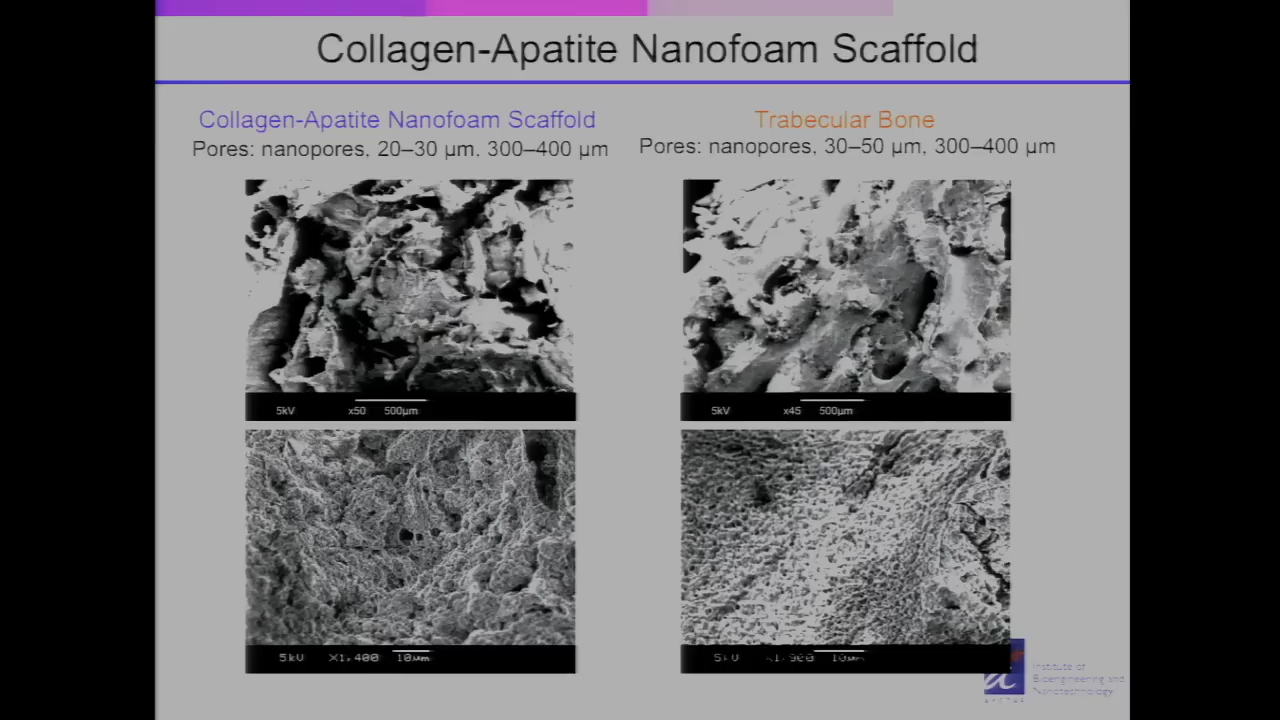 Collagen-Apatite Nanofoam Scaffold
Collagen-Apatite Nanofoam Scaffold
Pores: nanopores, 20–30 µm, 300–400 µm
Trabecular Bone
Pores: nanopores, 30–50 µm, 300–400 µm
5kV x50 500µm
5kV x45 500µm
5kV X1,400 10µm
5kV x1,900 10µm
Institute of
Bioengineering and
Nanotechnology